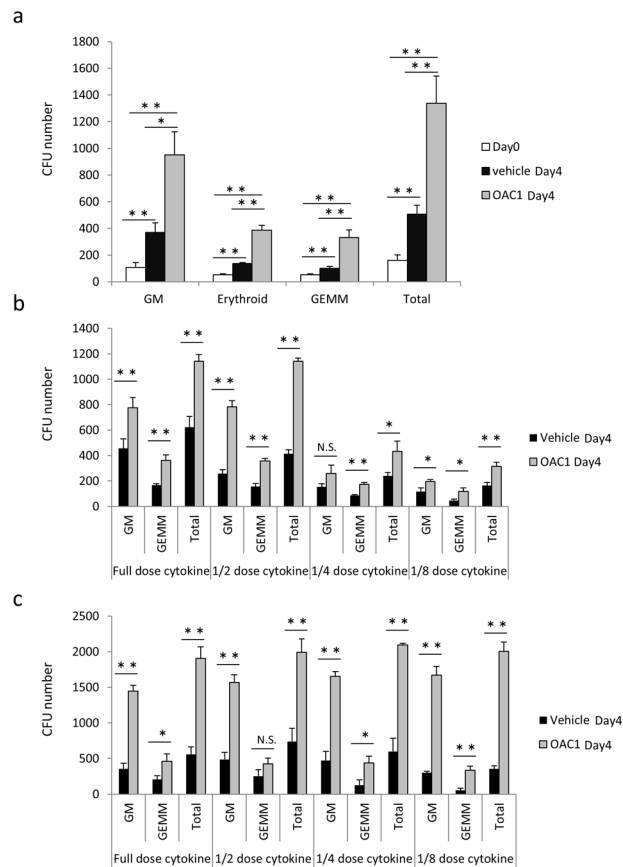 a
CFU number
1800
1600
1400
1200
1000
800
600
400
200
0
* *
*
* *
* *
* *
* *
* *
* *
* *
* *
* *
* *
GM Erythroid GEMM Total
Day0
vehicle Day4
OAC1 Day4
b
CFU number
1400
1200
1000
800
600
400
200
0
* * * * * * * * * * * * N.S. * * * * * * *
GM GEMM Total GM GEMM Total GM GEMM Total GM GEMM Total
Full dose cytokine 1/2 dose cytokine 1/4 dose cytokine 1/8 dose cytokine
Vehicle Day4
OAC1 Day4
c
CFU number
2500
2000
1500
1000
500
0
* * * * * * * N.S. * * * * * * * * * * * * *
GM GEMM Total GM GEMM Total GM GEMM Total GM GEMM Total
Full dose cytokine 1/2 dose cytokine 1/4 dose cytokine 1/8 dose cytokine
Vehicle Day4
OAC1 Day4